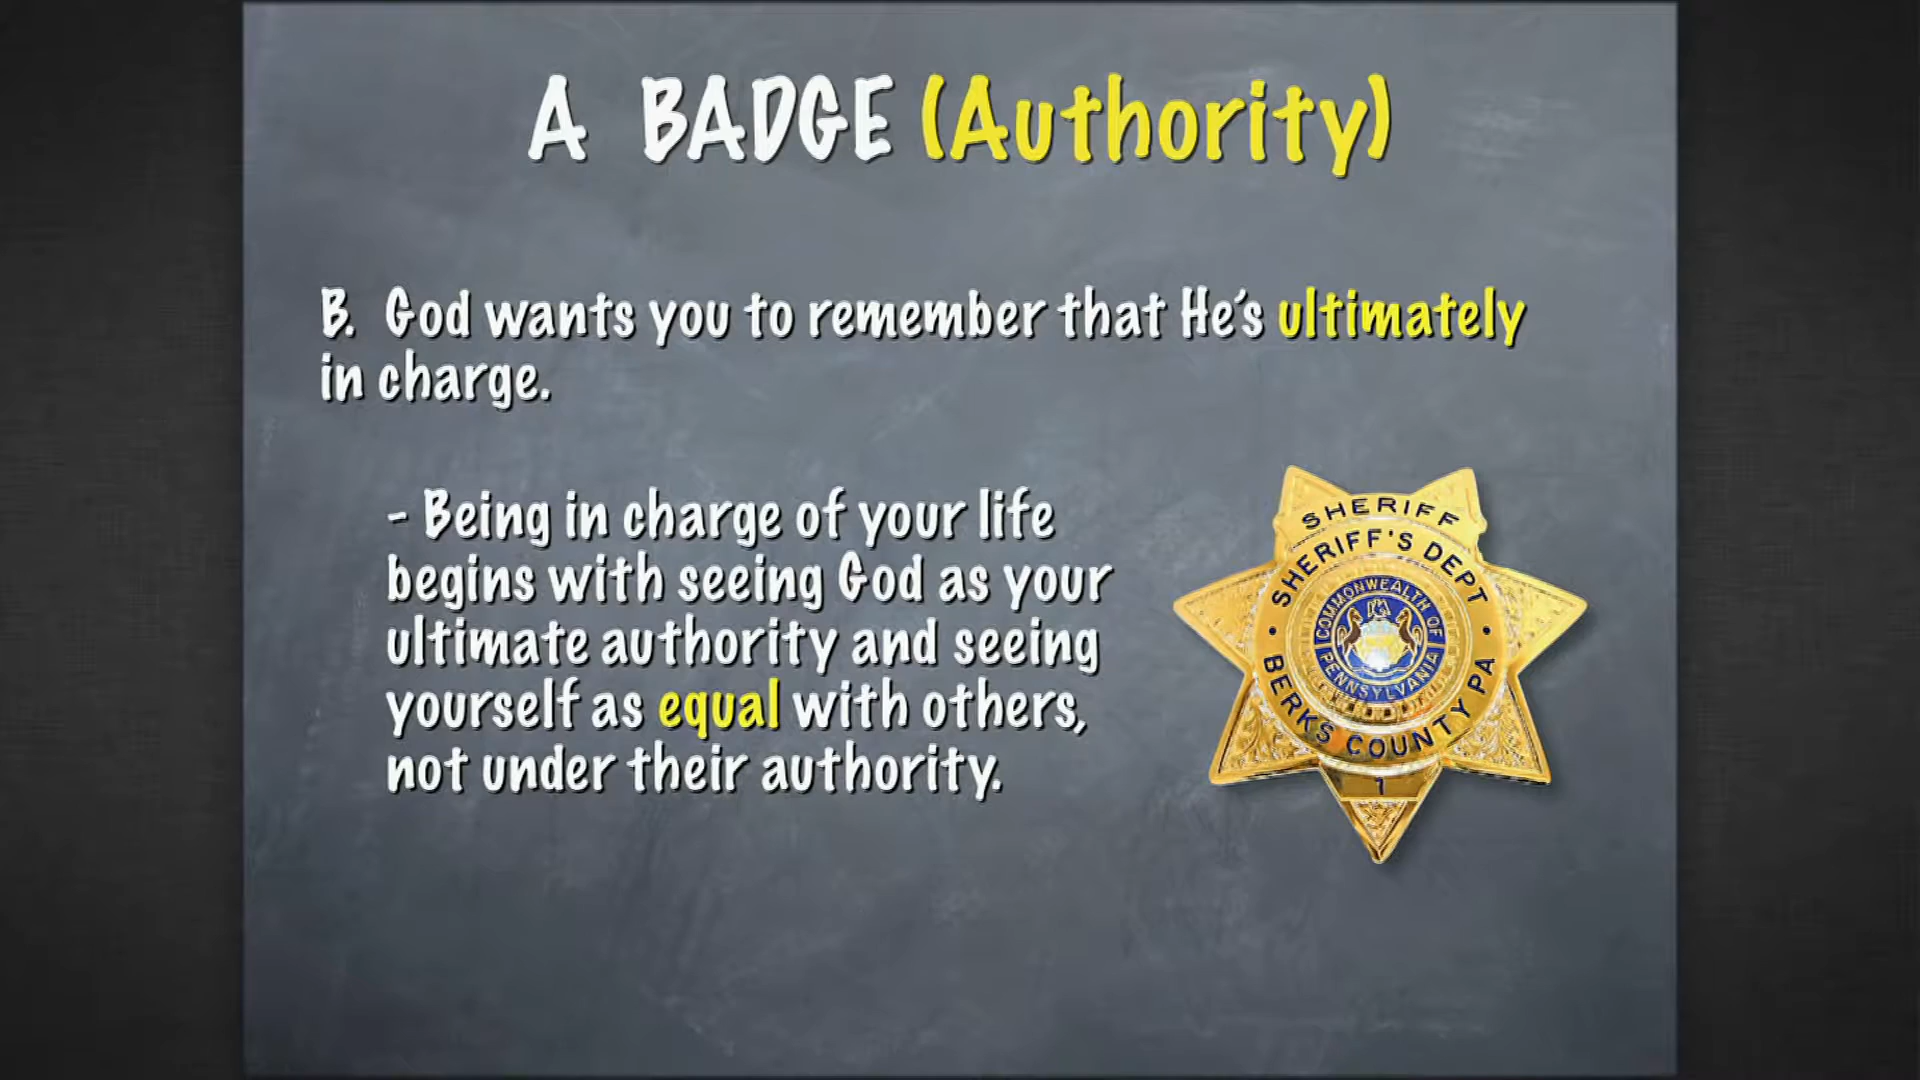 A BADGE (Authority)
B. God wants you to remember that He's ultimately
in charge.
- Being in charge of your life
begins with seeing God as your
ultimate authority and seeing
yourself as equal with others,
not under their authority.
SHERIFF
SHERIFF'S DEPT
COMMONWEALTH OF
PENNSYLVANIA
BERKS COUNTY PA
1